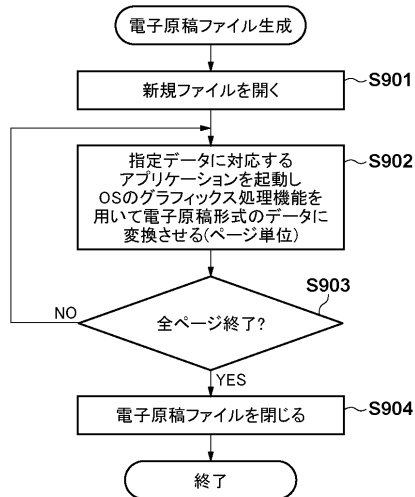 電子原稿ファイル生成
新規ファイルを開く
S901
指定データに対応する
アプリケーションを起動し
OSのグラフィックス処理機能を
用いて電子原稿形式のデータに
変換させる(ページ単位)
S902
全ページ終了?
S903
NO
YES
電子原稿ファイルを閉じる
S904
終了